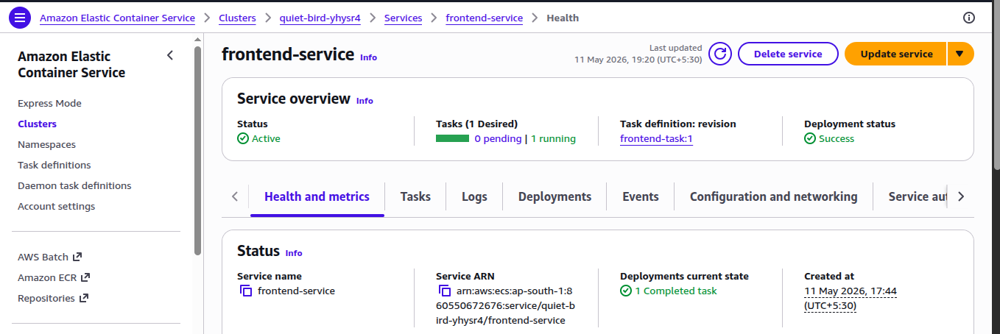 Amazon Elastic Container Service > Clusters > quiet-bird-yhysr4 > Services > frontend-service > Health
Amazon Elastic
Container Service
Express Mode
Clusters
Namespaces
Task definitions
Daemon task definitions
Account settings
AWS Batch
Amazon ECR
Repositories
frontend-service Info
Last updated
11 May 2026, 19:20 (UTC+5:30)
Delete service
Update service
Service overview Info
Status
Active
Tasks (1 Desired)
0 pending | 1 running
Task definition: revision
frontend-task:1
Deployment status
Success
Health and metrics
Tasks
Logs
Deployments
Events
Configuration and networking
Service aut
Status Info
Service name
frontend-service
Service ARN
arn:aws:ecs:ap-south-1:8
60550672676:service/quiet-b
ird-yhysr4/frontend-service
Deployments current state
1 Completed task
Created at
11 May 2026, 17:44
(UTC+5:30)